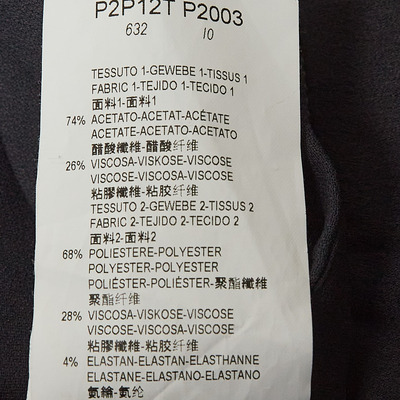 P2P12T P2003
632 10
TESSUTO 1-GEWEBE 1-TISSUS 1
FABRIC 1-TEJIDO 1-TECIDO 1
面料1-面料1
74% ACETATO-ACETAT-ACÉTATE
ACETATE-ACETATO-ACETATO
醋酸纖維-醋酸纤维
26% VISCOSA-VISKOSE-VISCOSE
VISCOSE-VISCOSA-VISCOSE
粘膠纖維-粘胶纤维
TESSUTO 2-GEWEBE 2-TISSUS 2
FABRIC 2-TEJIDO 2-TECIDO 2
面料2-面料2
68% POLIESTERE-POLYESTER
POLYESTER-POLYESTER
POLIÉSTER-POLIÉSTER-聚酯纖維
聚酯纤维
28% VISCOSA-VISKOSE-VISCOSE
VISCOSE-VISCOSA-VISCOSE
粘膠纖維-粘胶纤维
4% ELASTAN-ELASTAN-ELASTHANNE
ELASTANE-ELASTANO-ELASTANO
氨綸-氨纶